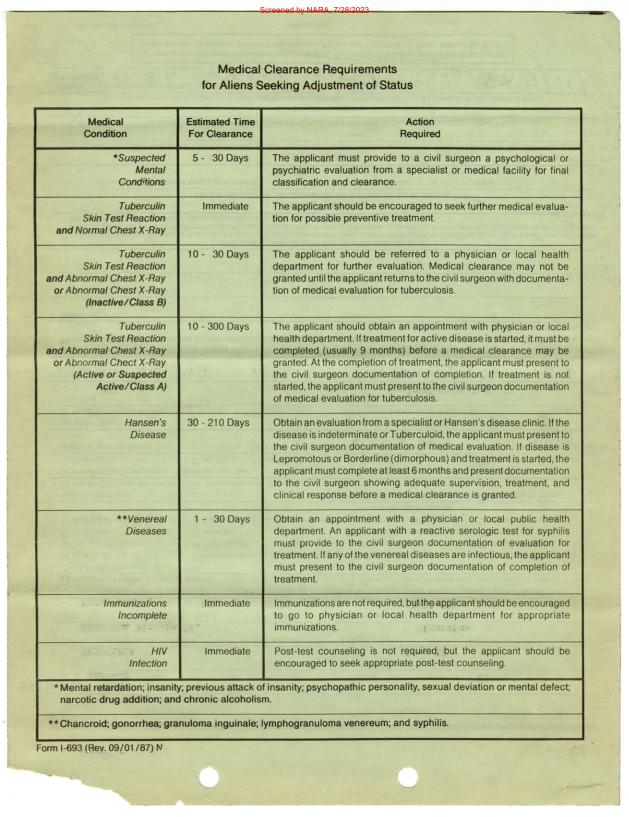 Screened by NARA, 7/28/2023
Medical Clearance Requirements
for Aliens Seeking Adjustment of Status
Medical
Condition
Estimated Time
For Clearance
Action
Required
*Suspected
Mental
Conditions
5 - 30 Days
The applicant must provide to a civil surgeon a psychological or
psychiatric evaluation from a specialist or medical facility for final
classification and clearance.
Tuberculin
Skin Test Reaction
and Normal Chest X-Ray
Immediate
The applicant should be encouraged to seek further medical evalua-
tion for possible preventive treatment.
Tuberculin
Skin Test Reaction
and Abnormal Chest X-Ray
or Abnormal Chest X-Ray
(Inactive/Class B)
10 - 30 Days
The applicant should be referred to a physician or local health
department for further evaluation. Medical clearance may not be
granted until the applicant returns to the civil surgeon with documenta-
tion of medical evaluation for tuberculosis.
Tuberculin
Skin Test Reaction
and Abnormal Chest X-Ray
or Abnormal Chect X-Ray
(Active or Suspected
Active/Class A)
10 - 300 Days
The applicant should obtain an appointment with physician or local
health department. If treatment for active disease is started, it must be
completed (usually 9 months) before a medical clearance may be
granted. At the completion of treatment, the applicant must present to
the civil surgeon documentation of completion. If treatment is not
started, the applicant must present to the civil surgeon documentation
of medical evaluation for tuberculosis.
Hansen's
Disease
30 - 210 Days
Obtain an evaluation from a specialist or Hansen's disease clinic. If the
disease is indeterminate or Tuberculoid, the applicant must present to
the civil surgeon documentation of medical evaluation. If disease is
Lepromotous or Borderline (dimorphous) and treatment is started, the
applicant must complete at least 6 months and present documentation
to the civil surgeon showing adequate supervision, treatment, and
clinical response before a medical clearance is granted.
**Venereal
Diseases
1 - 30 Days
Obtain an appointment with a physician or local public health
department. An applicant with a reactive serologic test for syphilis
must provide to the civil surgeon documentation of evaluation for
treatment. If any of the venereal diseases are infectious, the applicant
must present to the civil surgeon documentation of completion of
treatment.
Immunizations
Incomplete
Immediate
Immunizations are not required, but the applicant should be encouraged
to go to physician or local health department for appropriate
immunizations.
HIV
Infection
Immediate
Post-test counseling is not required, but the applicant should be
encouraged to seek appropriate post-test counseling.
* Mental retardation; insanity; previous attack of insanity; psychopathic personality, sexual deviation or mental defect;
narcotic drug addition; and chronic alcoholism.
** Chancroid; gonorrhea; granuloma inguinale; lymphogranuloma venereum; and syphilis.
Form I-693 (Rev. 09/01/87) N